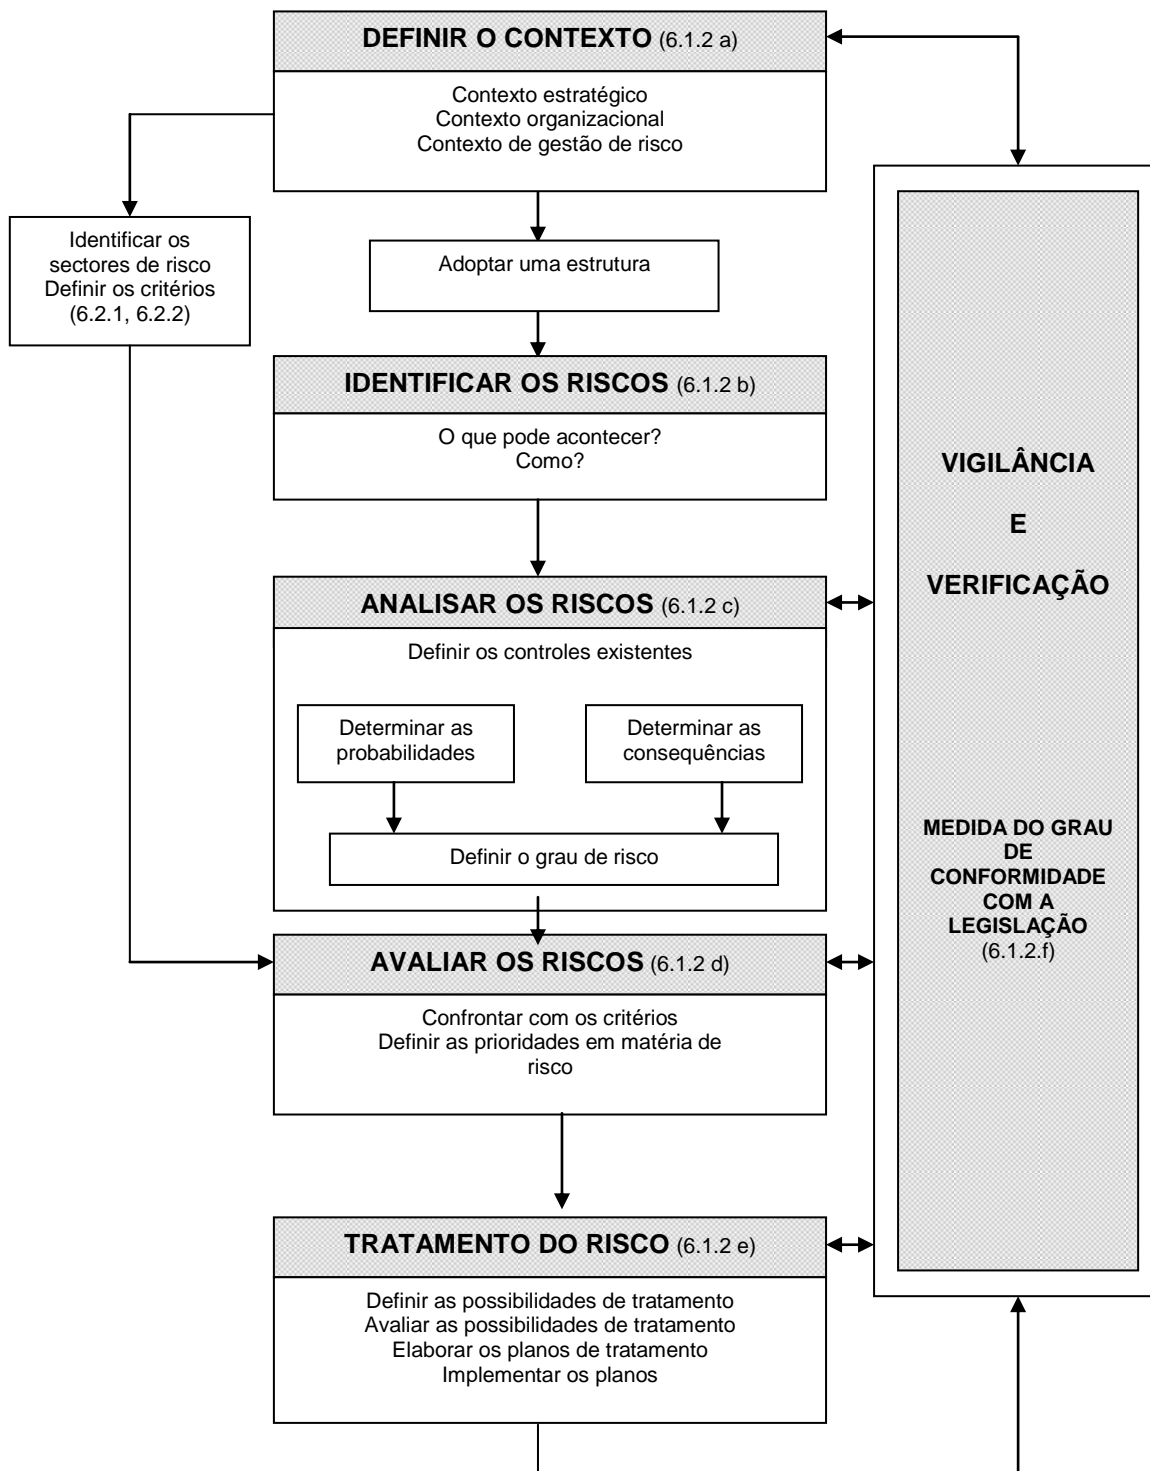 DEFINIR O CONTEXTO (6.1.2 a)
Contexto estratégico
Contexto organizacional
Contexto de gestão de risco
Identificar os
sectores de risco
Definir os critérios
(6.2.1, 6.2.2)
Adoptar uma estrutura
IDENTIFICAR OS RISCOS (6.1.2 b)
O que pode acontecer?
Como?
ANALISAR OS RISCOS (6.1.2 c)
Definir os controles existentes
Determinar as
probabilidades
Determinar as
consequências
Definir o grau de risco
AVALIAR OS RISCOS (6.1.2 d)
Confrontar com os critérios
Definir as prioridades em matéria de
risco
TRATAMENTO DO RISCO (6.1.2 e)
Definir as possibilidades de tratamento
Avaliar as possibilidades de tratamento
Elaborar os planos de tratamento
Implementar os planos
VIGILÂNCIA
E
VERIFICAÇÃO
MEDIDA DO GRAU
DE
CONFORMIDADE
COM A
LEGISLAÇÃO
(6.1.2.f)